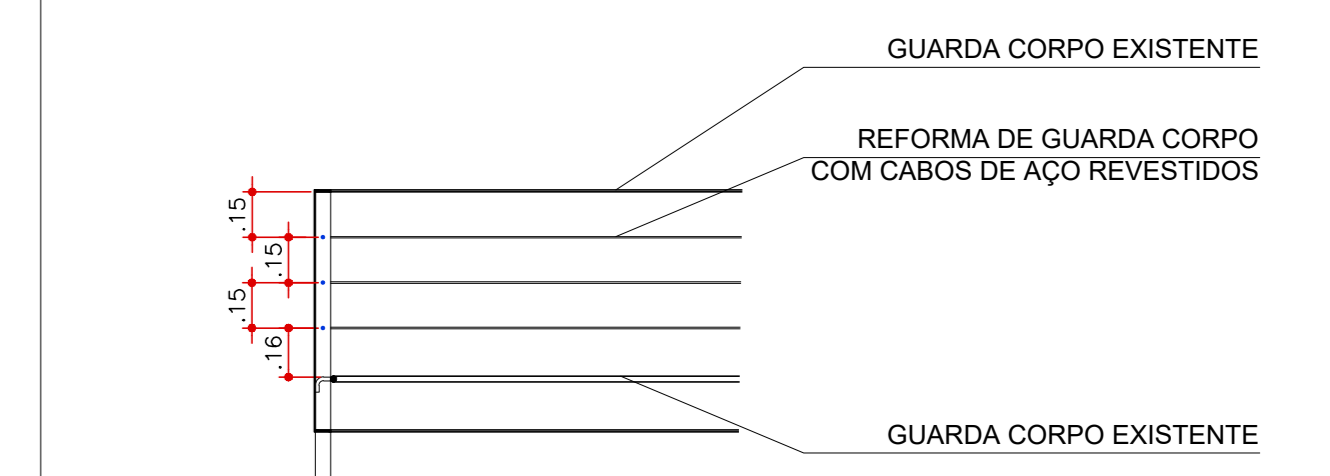 GUARDA CORPO EXISTENTE
REFORMA DE GUARDA CORPO
COM CABOS DE AÇO REVESTIDOS
.15
.15
.15
.16
GUARDA CORPO EXISTENTE